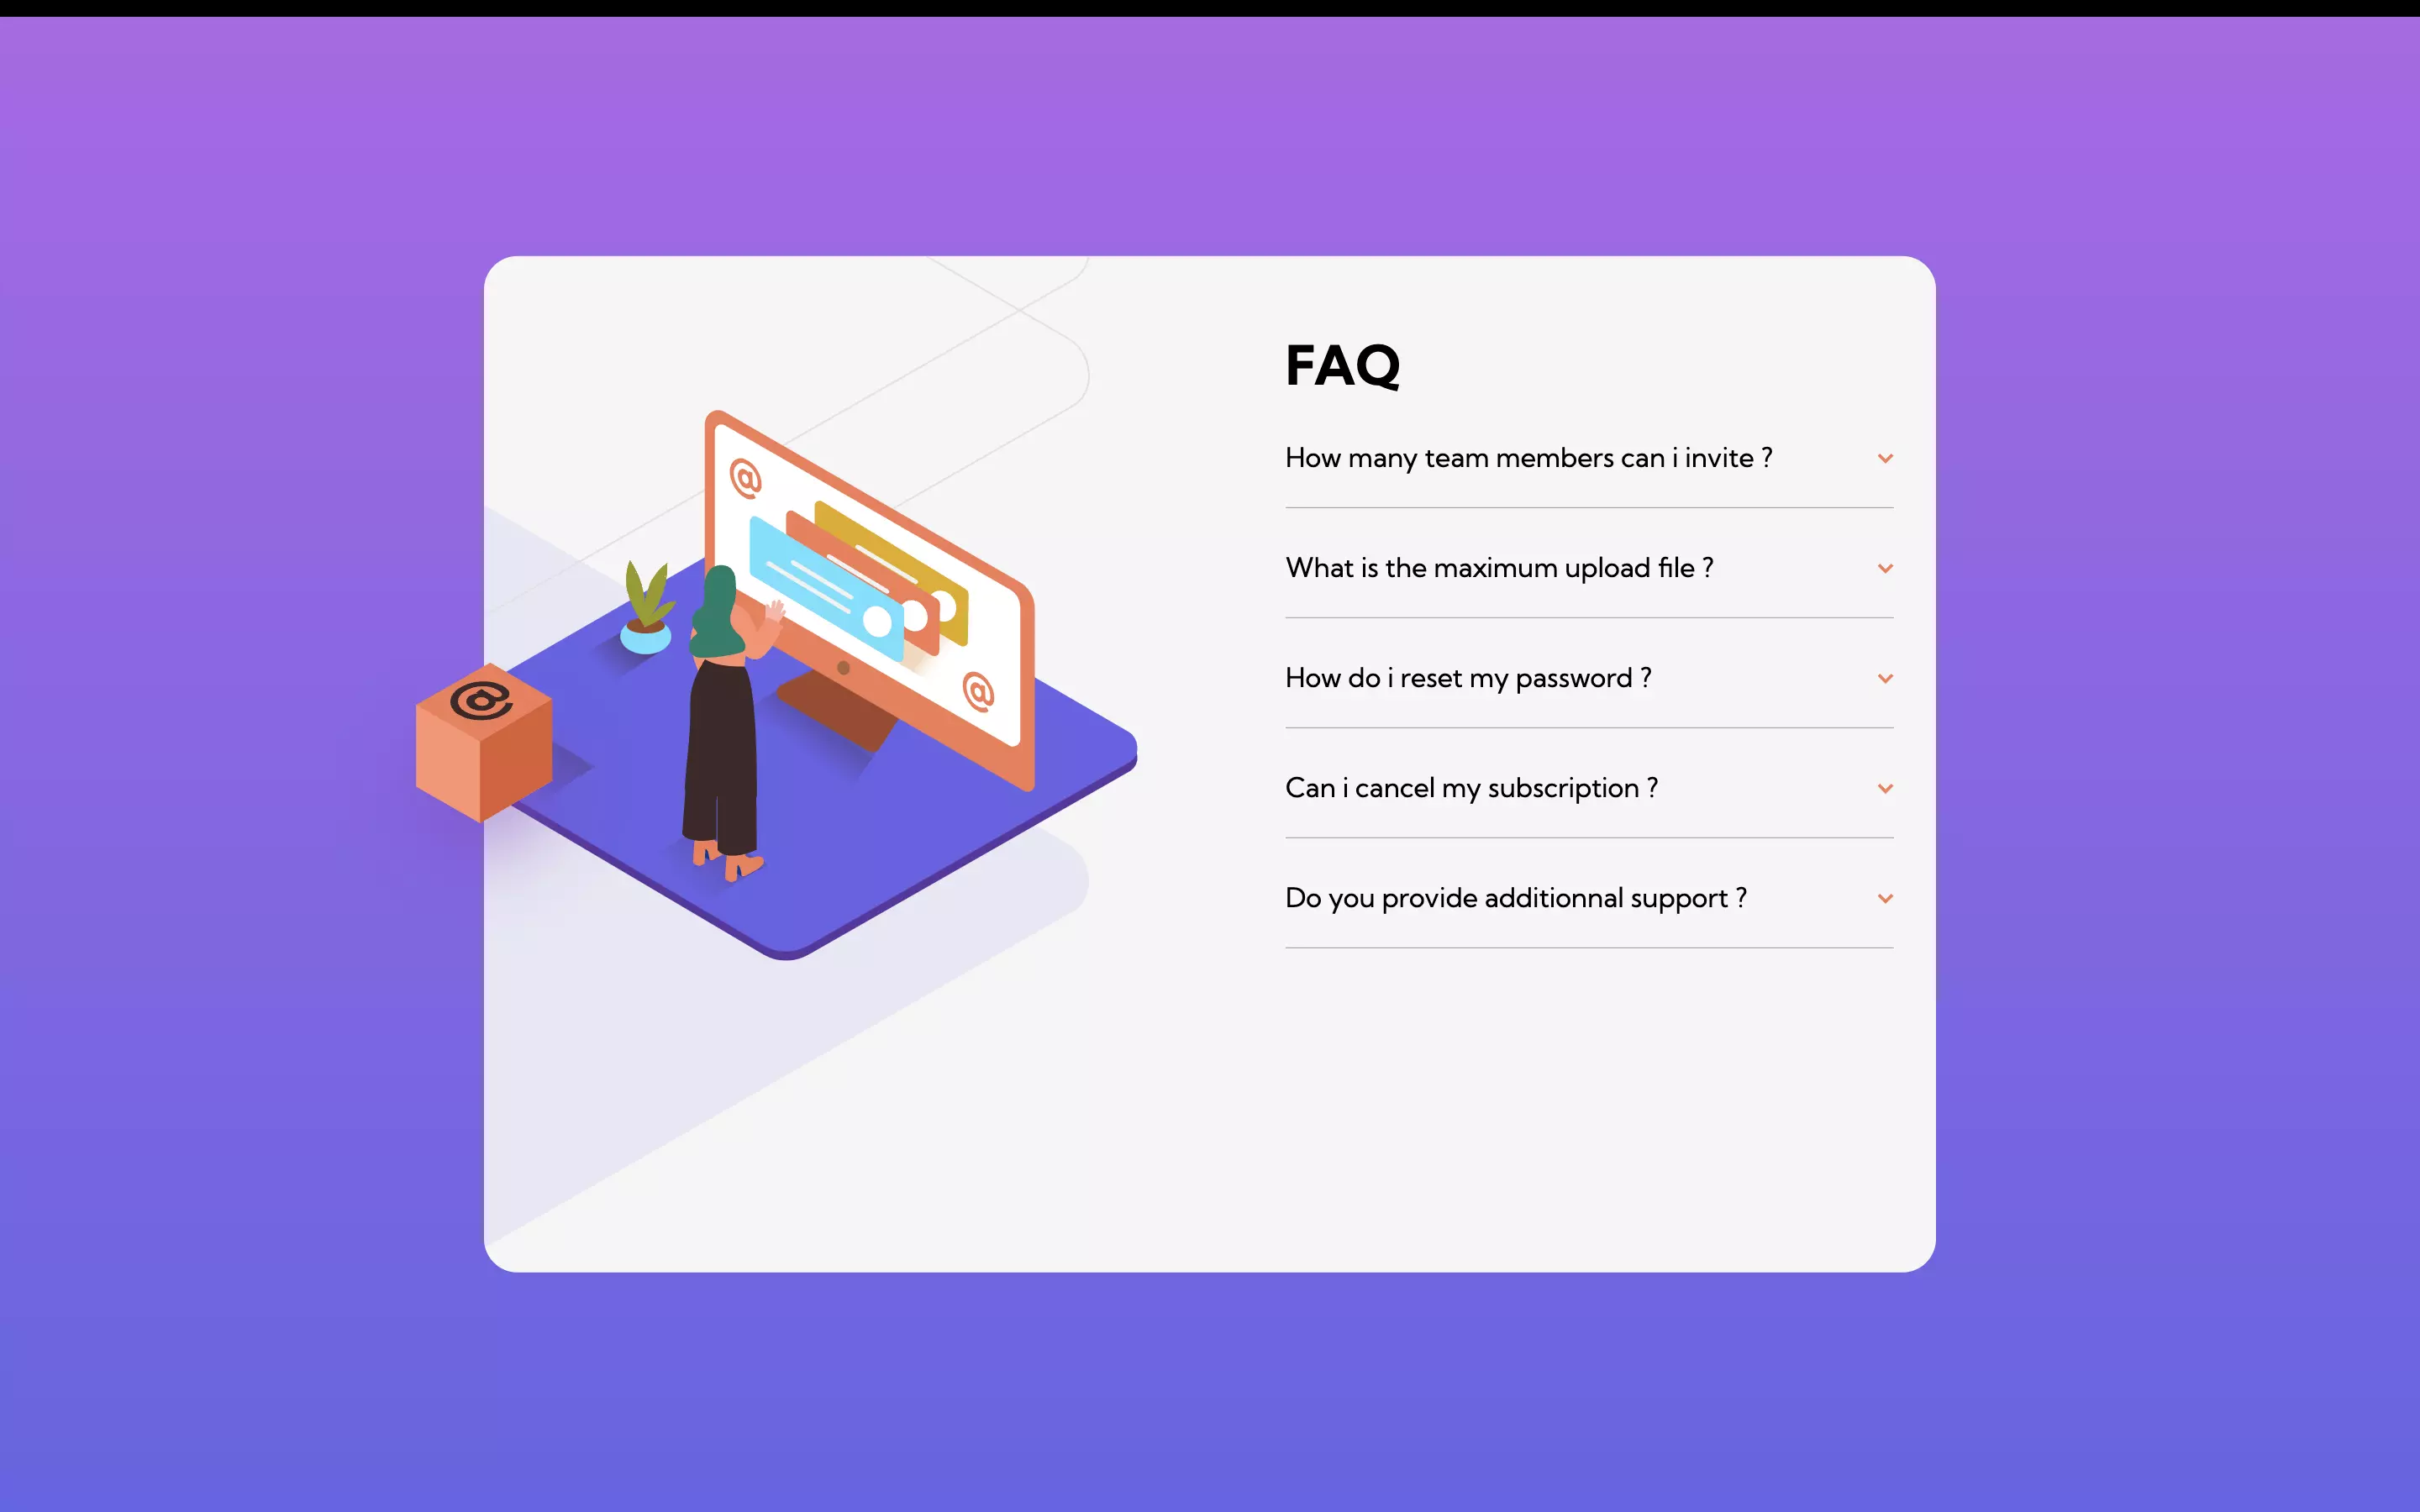 FAQ
How many team members can i invite ?
What is the maximum upload file ?
How do i reset my password ?
Can i cancel my subscription ?
Do you provide additionnal support ?
@
@
@